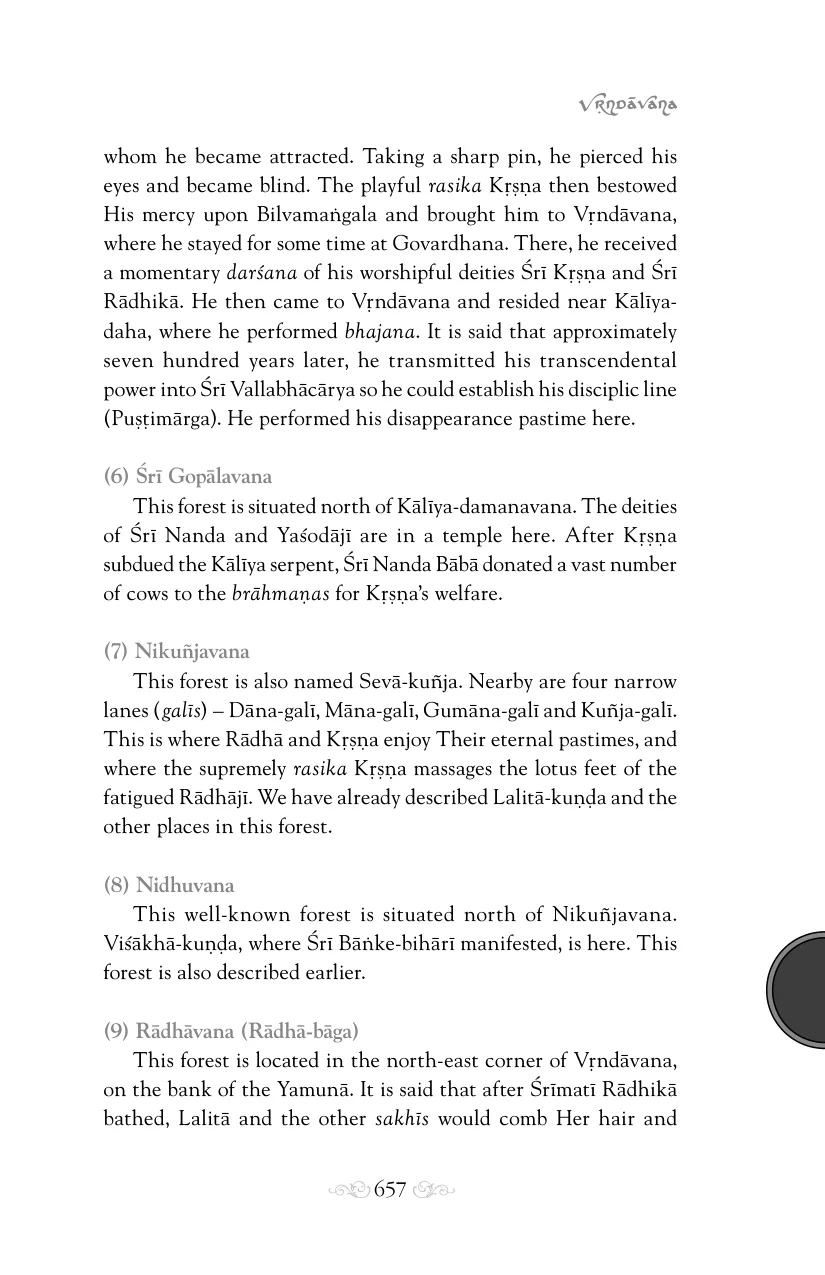 Vṛndāvana
whom he became attracted. Taking a sharp pin, he pierced his
eyes and became blind. The playful rasika Kṛṣṇa then bestowed
His mercy upon Bilvamaṅgala and brought him to Vṛndāvana,
where he stayed for some time at Govardhana. There, he received
a momentary darśana of his worshipful deities Śrī Kṛṣṇa and Śrī
Rādhikā. He then came to Vṛndāvana and resided near Kālīya-
daha, where he performed bhajana. It is said that approximately
seven hundred years later, he transmitted his transcendental
power into Śrī Vallabhācārya so he could establish his disciplic line
(Puṣṭimārga). He performed his disappearance pastime here.
(6) Śrī Gopālavana
This forest is situated north of Kālīya-damanavana. The deities
of Śrī Nanda and Yaśodājī are in a temple here. After Kṛṣṇa
subdued the Kālīya serpent, Śrī Nanda Bābā donated a vast number
of cows to the brāhmaṇas for Kṛṣṇa’s welfare.
(7) Nikuñjavana
This forest is also named Sevā-kuñja. Nearby are four narrow
lanes (galīs) – Dāna-galī, Māna-galī, Gumāna-galī and Kuñja-galī.
This is where Rādhā and Kṛṣṇa enjoy Their eternal pastimes, and
where the supremely rasika Kṛṣṇa massages the lotus feet of the
fatigued Rādhājī. We have already described Lalitā-kuṇḍa and the
other places in this forest.
(8) Nidhuvana
This well-known forest is situated north of Nikuñjavana.
Viśākhā-kuṇḍa, where Śrī Bāṅke-bihārī manifested, is here. This
forest is also described earlier.
(9) Rādhāvana (Rādhā-bāga)
This forest is located in the north-east corner of Vṛndāvana,
on the bank of the Yamunā. It is said that after Śrīmatī Rādhikā
bathed, Lalitā and the other sakhīs would comb Her hair and
657